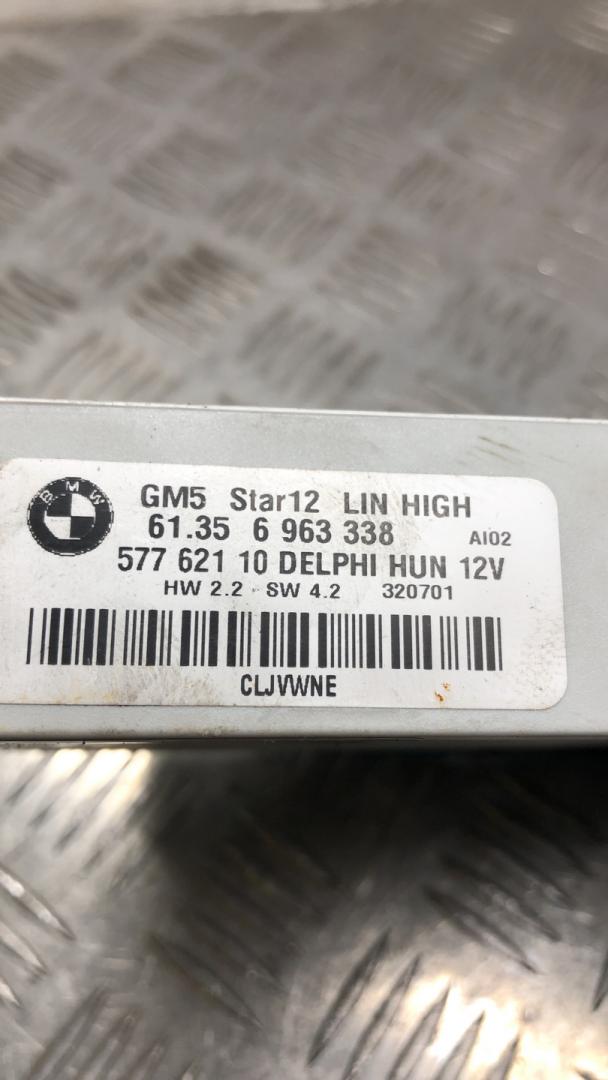 BMW
GM5 Star12 LIN HIGH
61.35 6 963 338 AI02
577 621 10 DELPHI HUN 12V
HW 2.2 SW 4.2 320701
CLJVWNE